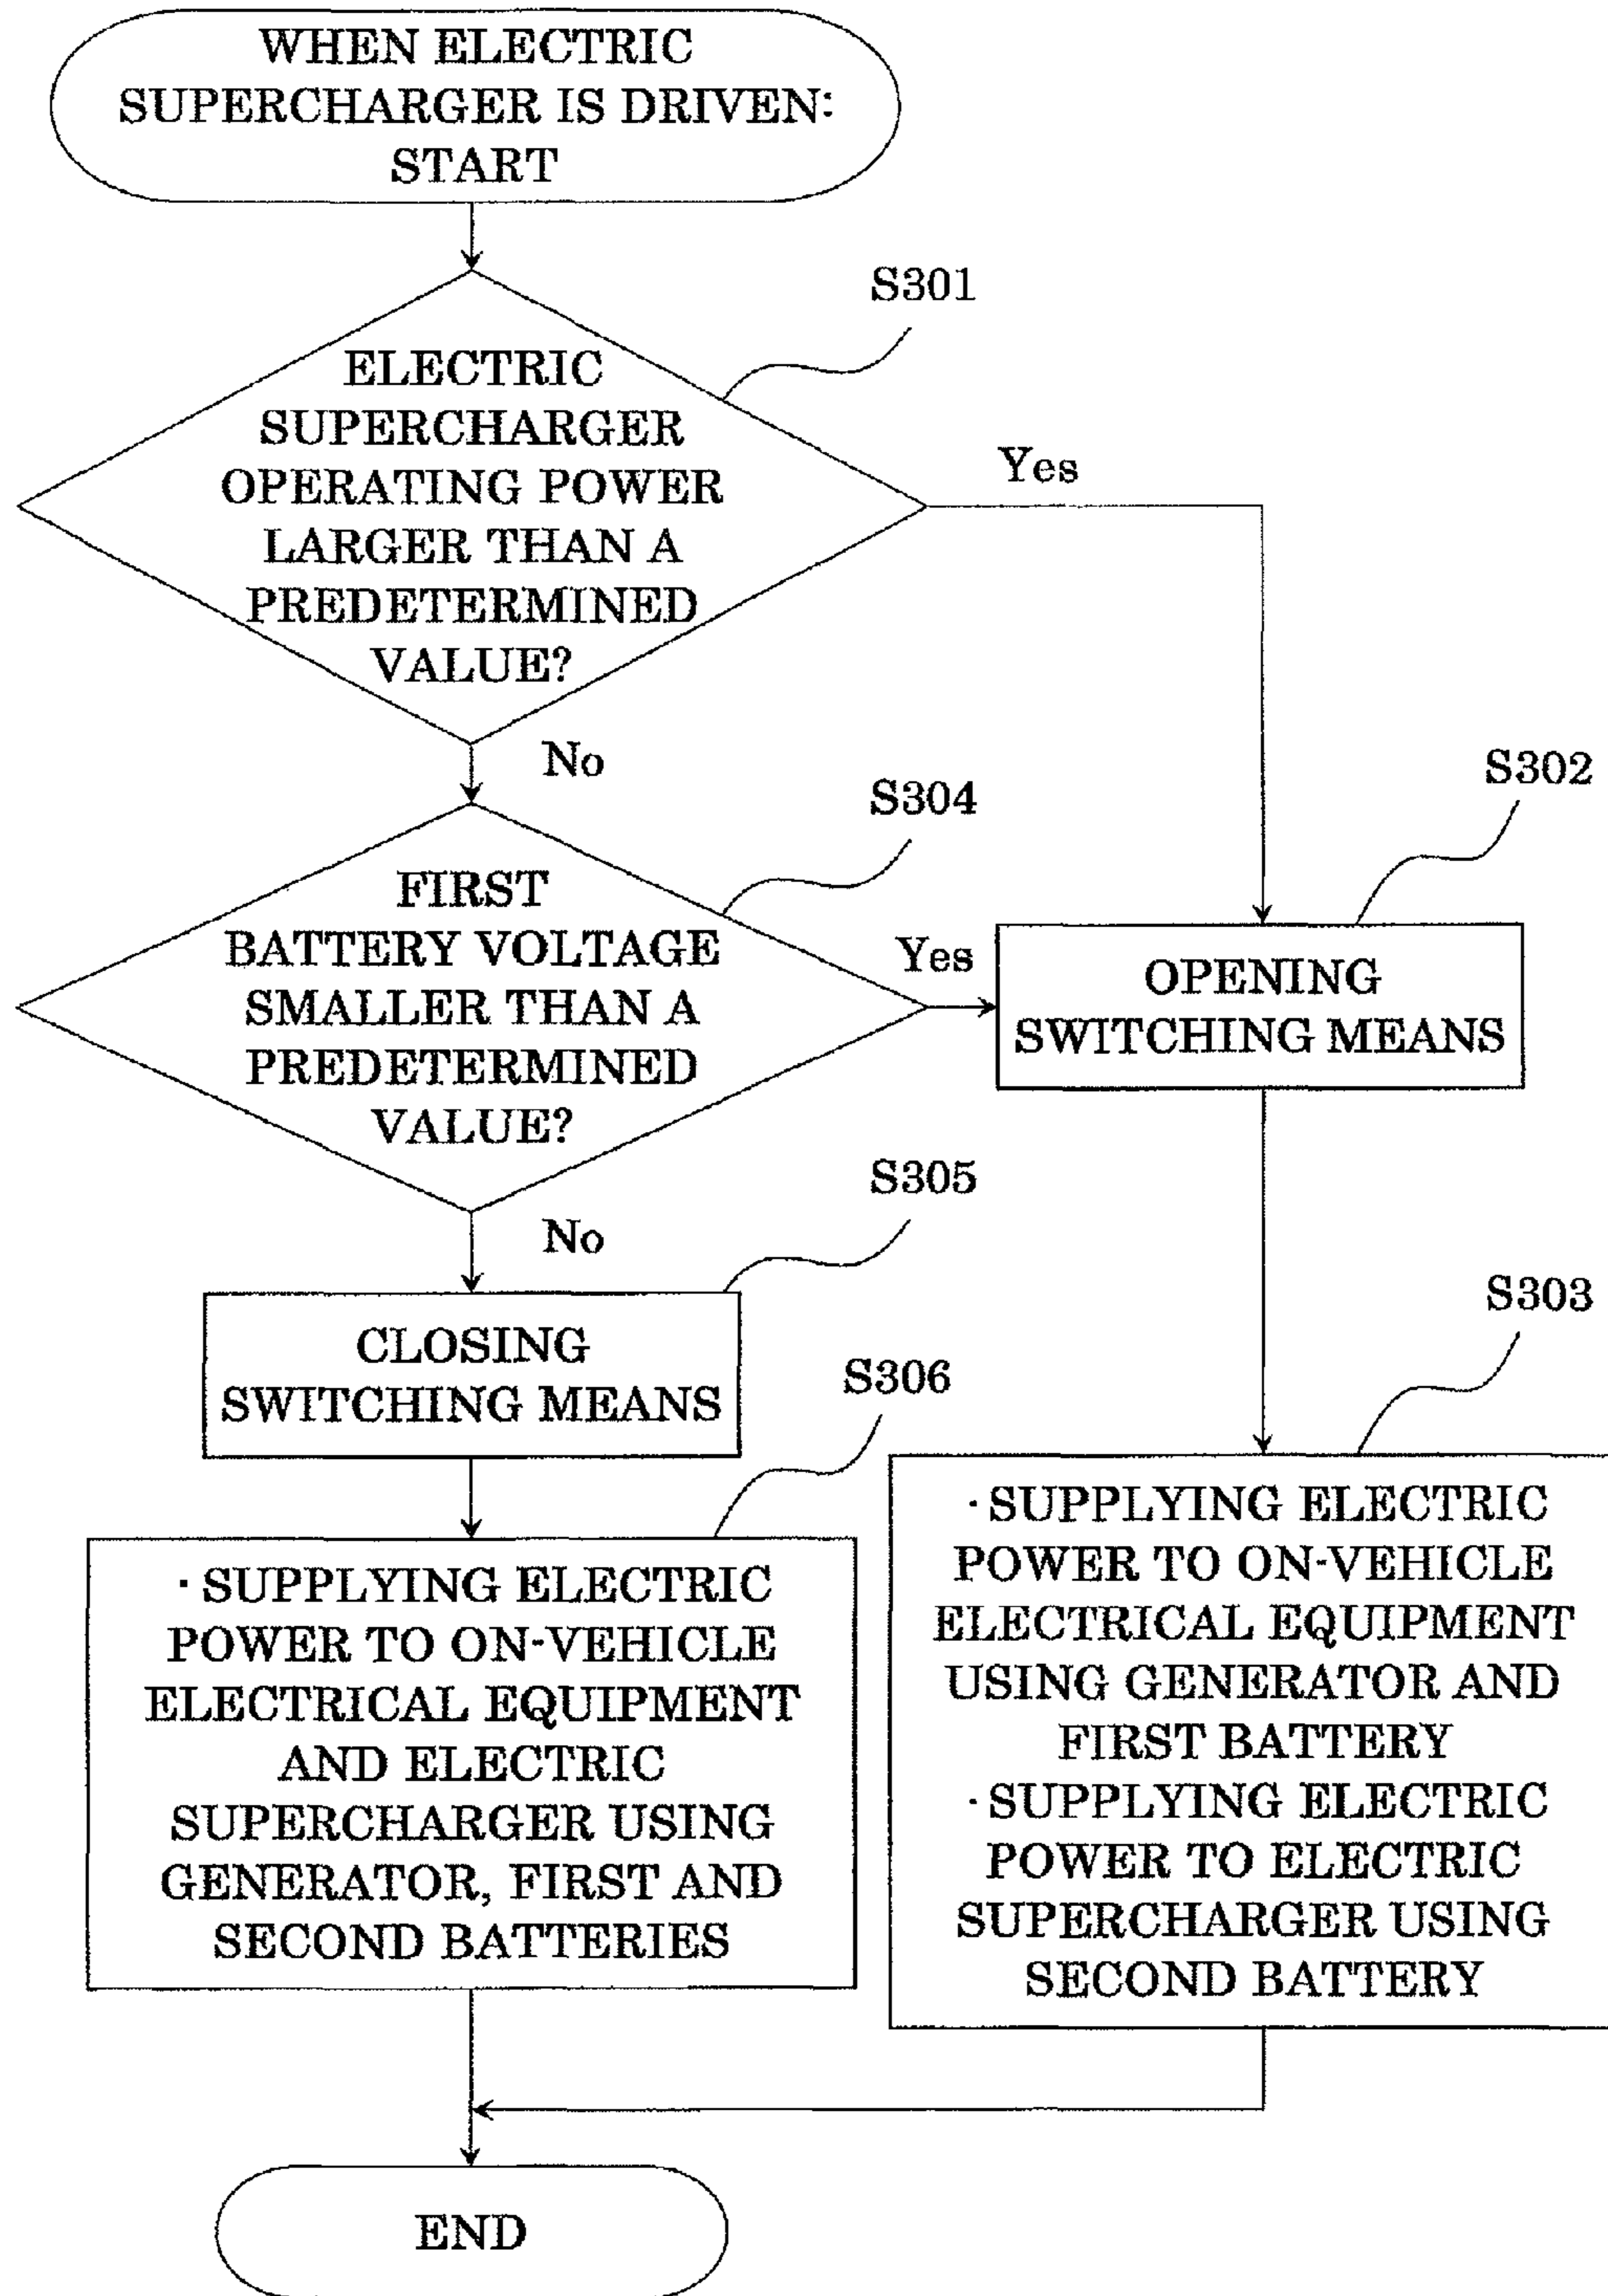 WHEN ELECTRIC
SUPERCHARGER IS DRIVEN:
START
S301
ELECTRIC
SUPERCHARGER
OPERATING POWER
LARGER THAN A
PREDETERMINED
VALUE?
Yes
No
S304
S302
FIRST
BATTERY VOLTAGE
SMALLER THAN A
PREDETERMINED
VALUE?
Yes
OPENING
SWITCHING MEANS
No
S305
CLOSING
SWITCHING MEANS
S306
S303
· SUPPLYING ELECTRIC
POWER TO ON-VEHICLE
ELECTRICAL EQUIPMENT
AND ELECTRIC
SUPERCHARGER USING
GENERATOR, FIRST AND
SECOND BATTERIES
· SUPPLYING ELECTRIC
POWER TO ON-VEHICLE
ELECTRICAL EQUIPMENT
USING GENERATOR AND
FIRST BATTERY
· SUPPLYING ELECTRIC
POWER TO ELECTRIC
SUPERCHARGER USING
SECOND BATTERY
END